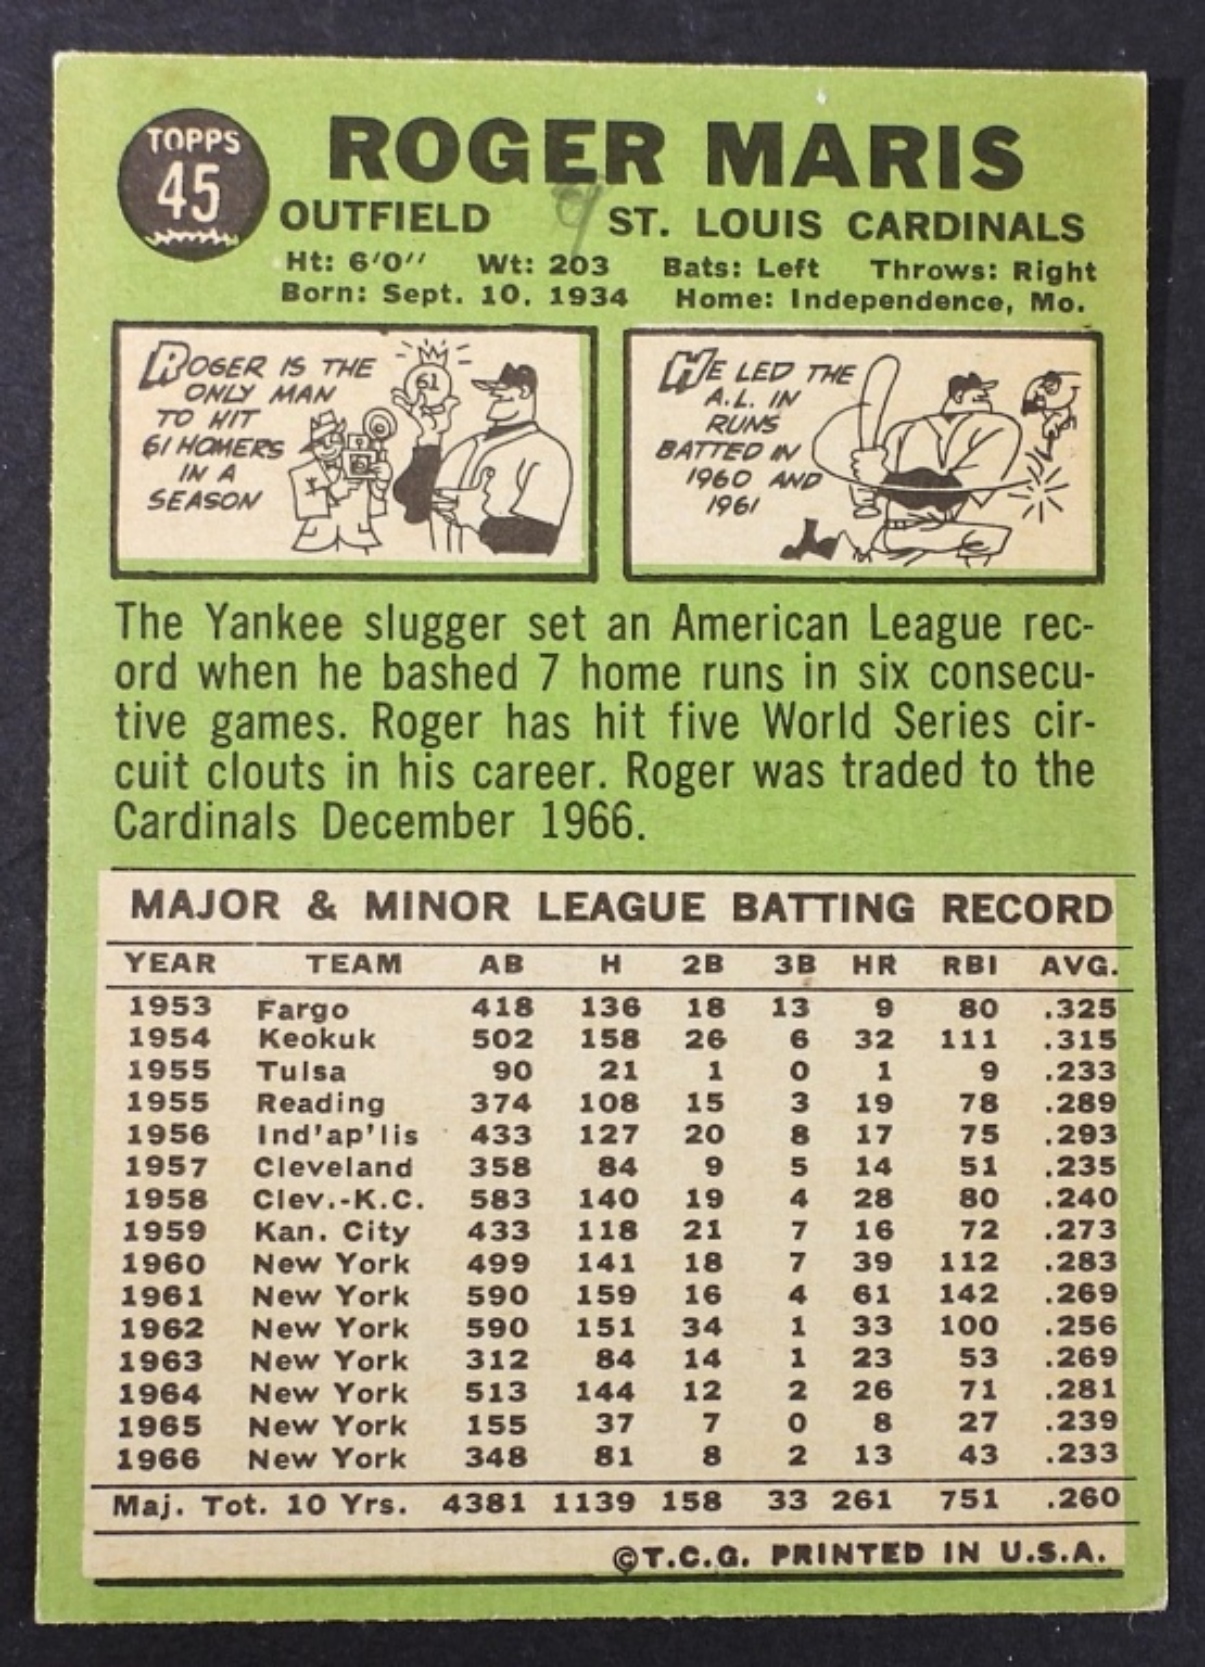 TOPPS
45
ROGER MARIS
OUTFIELD ST. LOUIS CARDINALS
Ht: 6'0" Wt: 203 Bats: Left Throws: Right
Born: Sept. 10, 1934 Home: Independence, Mo.
ROGER IS THE
ONLY MAN
TO HIT
61 HOMERS
IN A
SEASON
61
HE LED THE
A.L. IN
RUNS
BATTED IN
1960 AND
1961
The Yankee slugger set an American League rec-
ord when he bashed 7 home runs in six consecu-
tive games. Roger has hit five World Series cir-
cuit clouts in his career. Roger was traded to the
Cardinals December 1966.
MAJOR & MINOR LEAGUE BATTING RECORD
YEAR TEAM AB H 2B 3B HR RBI AVG.
1953 Fargo 418 136 18 13 9 80 .325
1954 Keokuk 502 158 26 6 32 111 .315
1955 Tulsa 90 21 1 0 1 9 .233
1955 Reading 374 108 15 3 19 78 .289
1956 Ind'ap'lis 433 127 20 8 17 75 .293
1957 Cleveland 358 84 9 5 14 51 .235
1958 Clev.-K.C. 583 140 19 4 28 80 .240
1959 Kan. City 433 118 21 7 16 72 .273
1960 New York 499 141 18 7 39 112 .283
1961 New York 590 159 16 4 61 142 .269
1962 New York 590 151 34 1 33 100 .256
1963 New York 312 84 14 1 23 53 .269
1964 New York 513 144 12 2 26 71 .281
1965 New York 155 37 7 0 8 27 .239
1966 New York 348 81 8 2 13 43 .233
Maj. Tot. 10 Yrs. 4381 1139 158 33 261 751 .260
©T.C.G. PRINTED IN U.S.A.